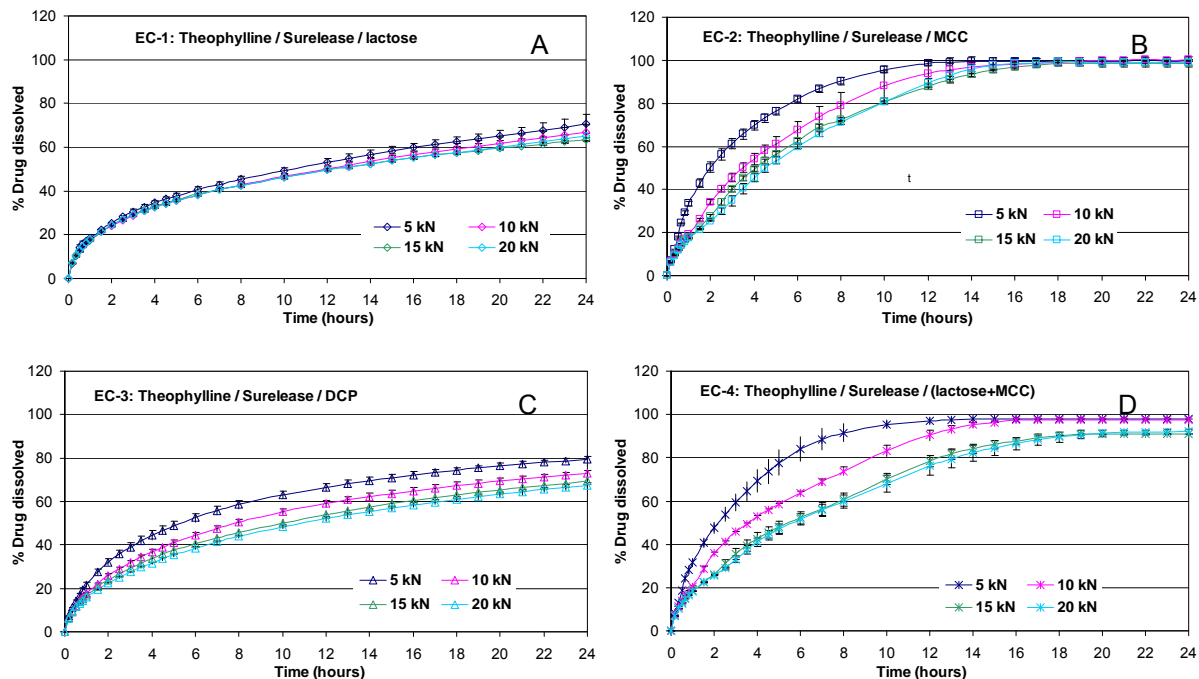 EC-1: Theophylline / Surelease / lactose
A
% Drug dissolved
120
100
80
60
40
20
0
5 kN
10 kN
15 kN
20 kN
0 2 4 6 8 10 12 14 16 18 20 22 24
Time (hours)
EC-2: Theophylline / Surelease / MCC
B
% Drug dissolved
120
100
80
60
40
20
0
t
5 kN
10 kN
15 kN
20 kN
0 2 4 6 8 10 12 14 16 18 20 22 24
Time (hours)
EC-3: Theophylline / Surelease / DCP
C
% Drug dissolved
120
100
80
60
40
20
0
5 kN
10 kN
15 kN
20 kN
0 2 4 6 8 10 12 14 16 18 20 22 24
Time (hours)
EC-4: Theophylline / Surelease / (lactose+MCC)
D
% Drug dissolved
120
100
80
60
40
20
0
5 kN
10 kN
15 kN
20 kN
0 2 4 6 8 10 12 14 16 18 20 22 24
Time (hours)